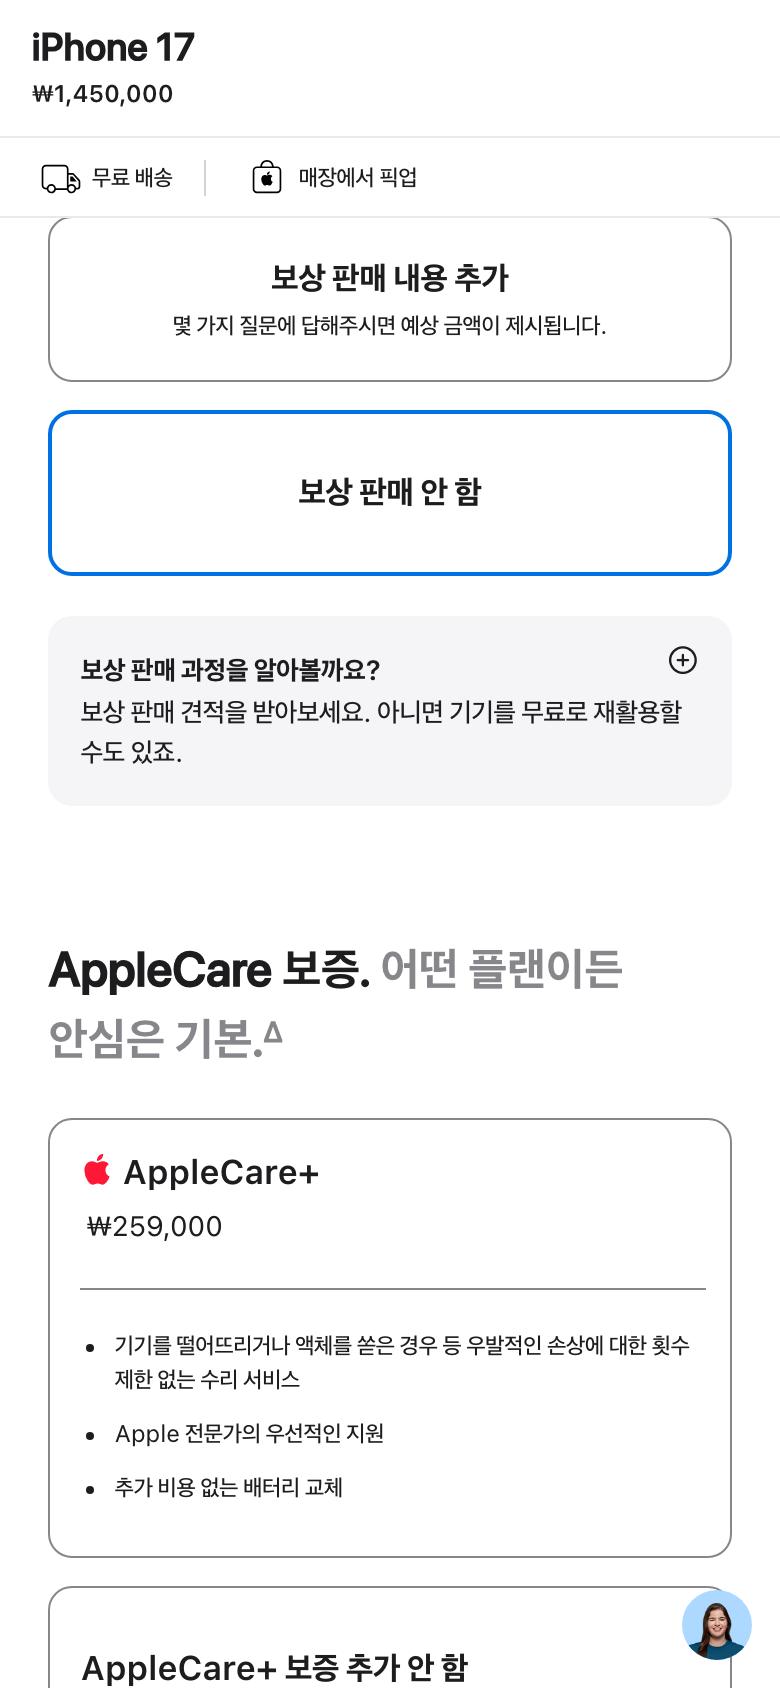 iPhone 17
₩1,450,000
무료 배송
매장에서 픽업
보상 판매 내용 추가
몇 가지 질문에 답해주시면 예상 금액이 제시됩니다.
보상 판매 안 함
보상 판매 과정을 알아볼까요?
보상 판매 견적을 받아보세요. 아니면 기기를 무료로 재활용할
수도 있죠.
AppleCare 보증. 어떤 플랜이든
안심은 기본.Δ
AppleCare+
₩259,000
• 기기를 떨어뜨리거나 액체를 쏟은 경우 등 우발적인 손상에 대한 횟수
제한 없는 수리 서비스
• Apple 전문가의 우선적인 지원
• 추가 비용 없는 배터리 교체
AppleCare+ 보증 추가 안 함